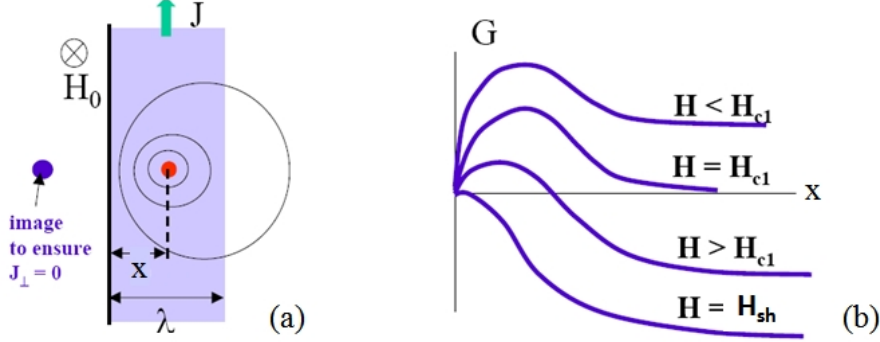 J
H₀
image
to ensure
J⊥ = 0
x
λ
(a)
G
H < Hc1
H = Hc1
x
H > Hc1
H = Hsh
(b)